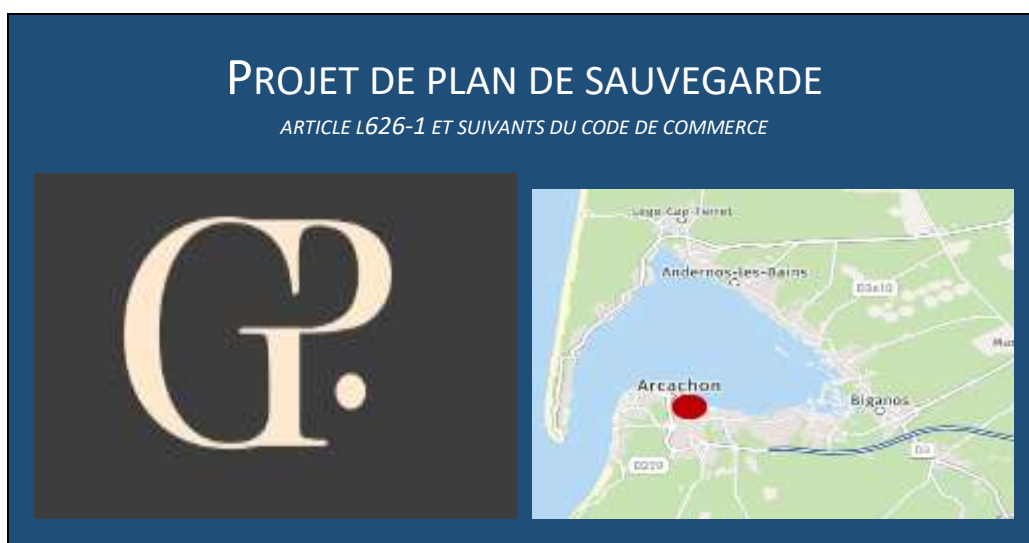 PROJET DE PLAN DE SAUVEGARDE
ARTICLE L626-1 ET SUIVANTS DU CODE DE COMMERCE
GP.
Lège-Cap-Ferret
Andernos-les-Bains
D3e10
Arcachon
Biganos
D3